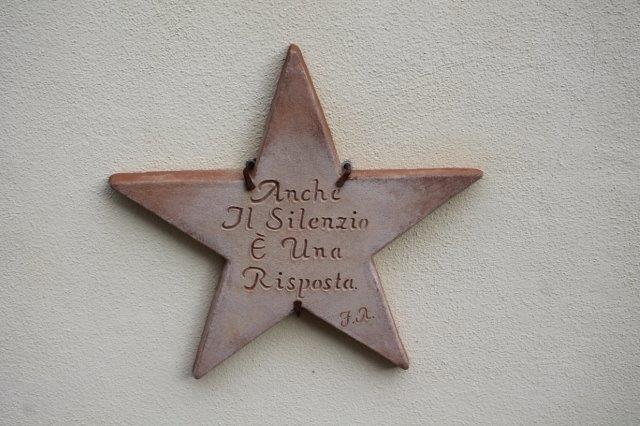 Anche
Il Silenzio
È Una
Risposta.
F.A.